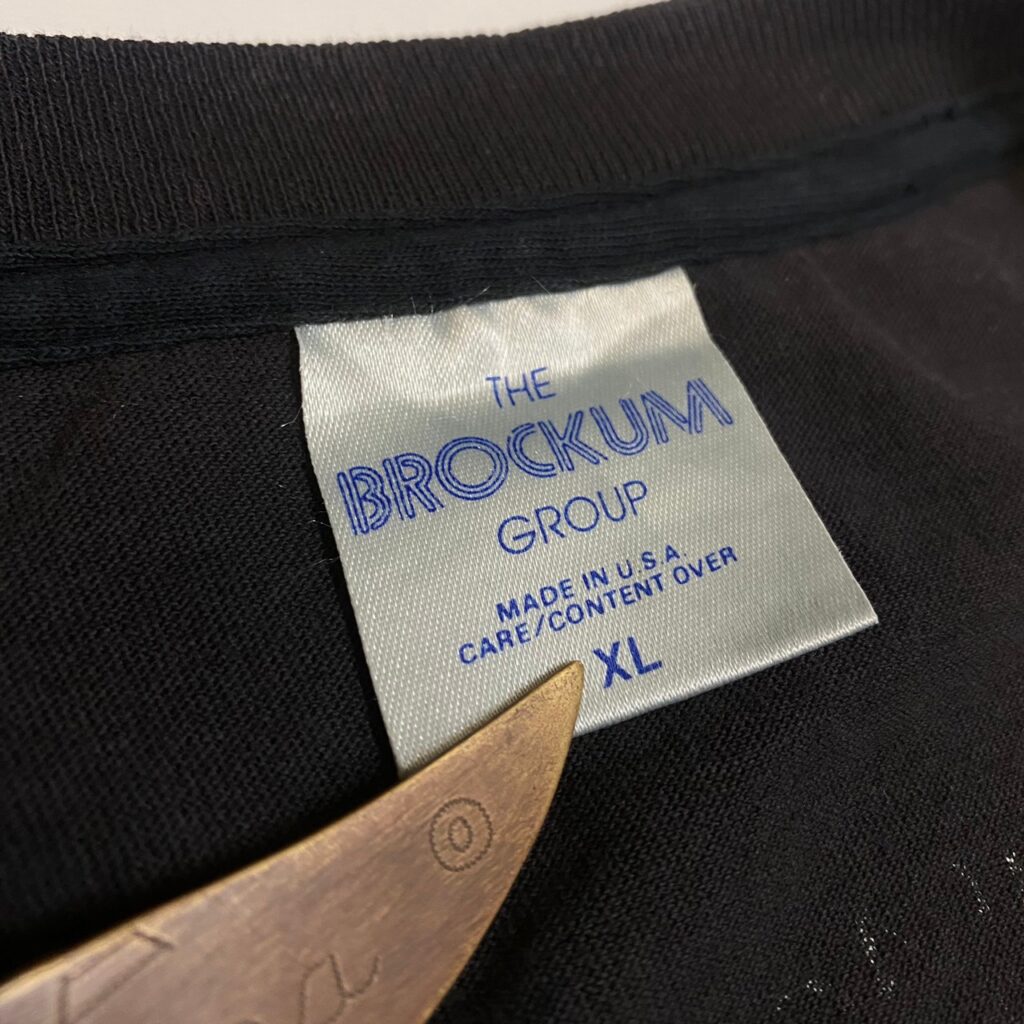 THE
BROCKUM
GROUP
MADE IN U.S.A.
CARE/CONTENT OVER
XL